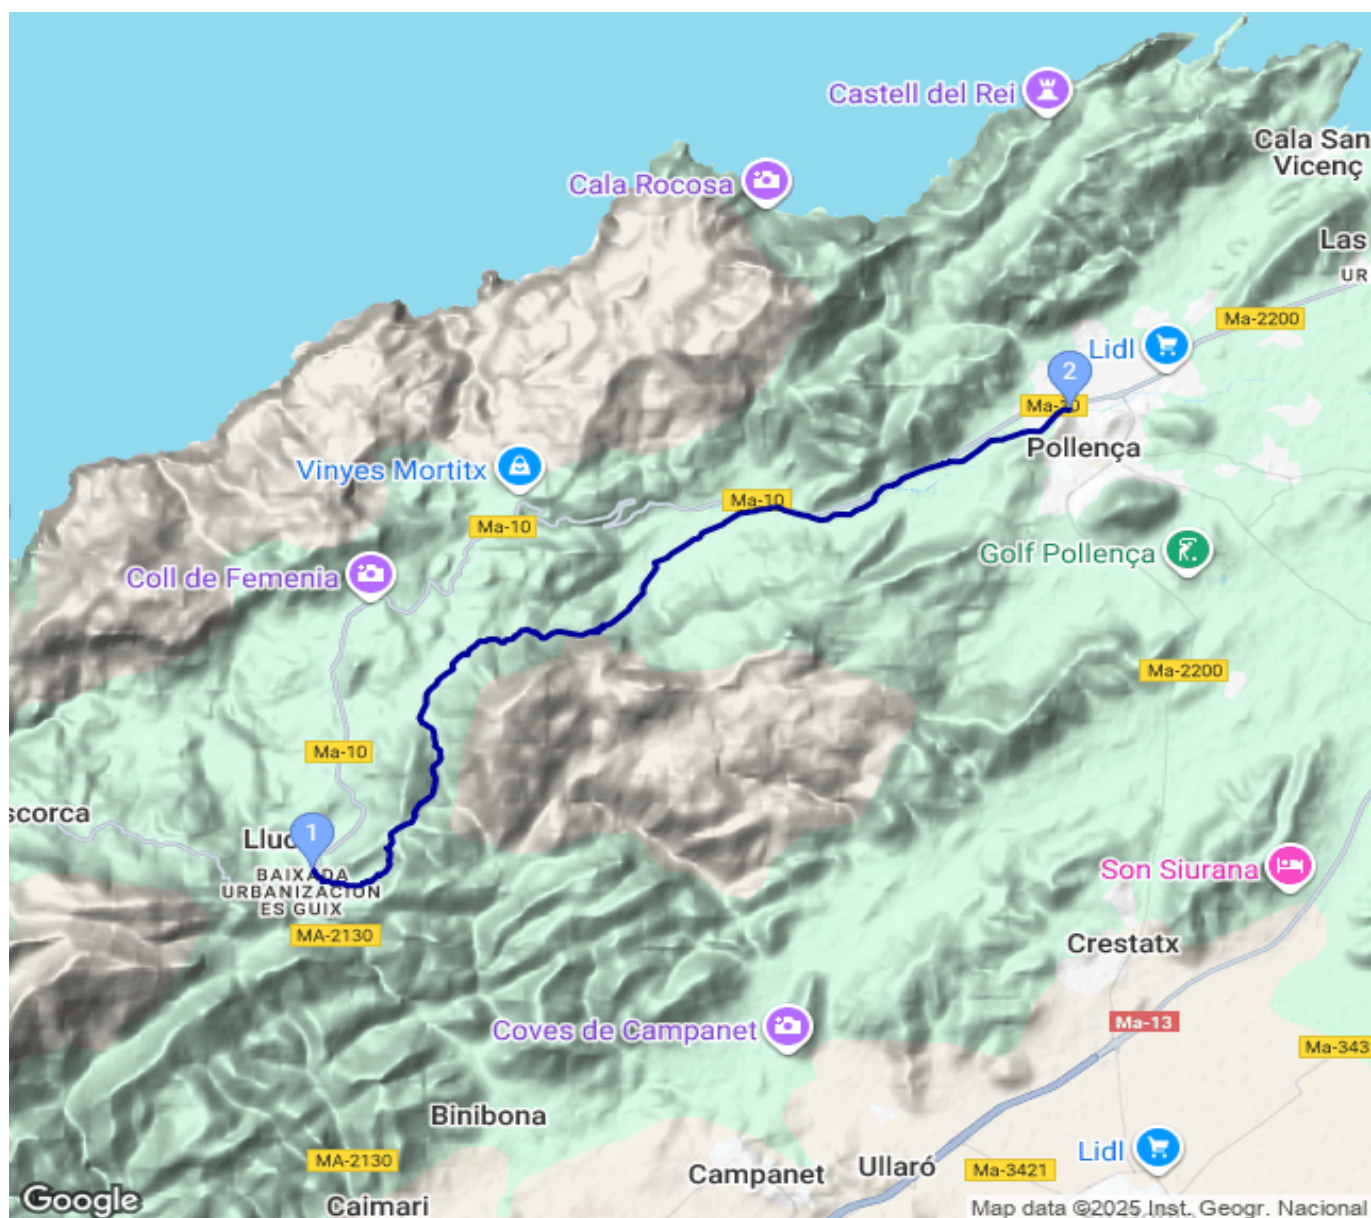 Castell del Rei
Cala San
Vicenç
Cala Rocosa
Las
UR
Ma-2200
Lidl
2
Ma-10
Pollença
Vinyes Mortitx
Ma-10
Ma-10
Golf Pollença
Coll de Femenia
Ma-2200
Ma-10
scorca
1
Lluc
BAIXADA
URBANIZACIÓN
ES GUIX
MA-2130
Son Siurana
Crestatx
Coves de Campanet
Ma-13
Ma-343
Binibona
MA-2130
Campanet
Ullaró
Ma-3421
Lidl
Caimari
Google
Map data ©2025 Inst. Geogr. Nacional